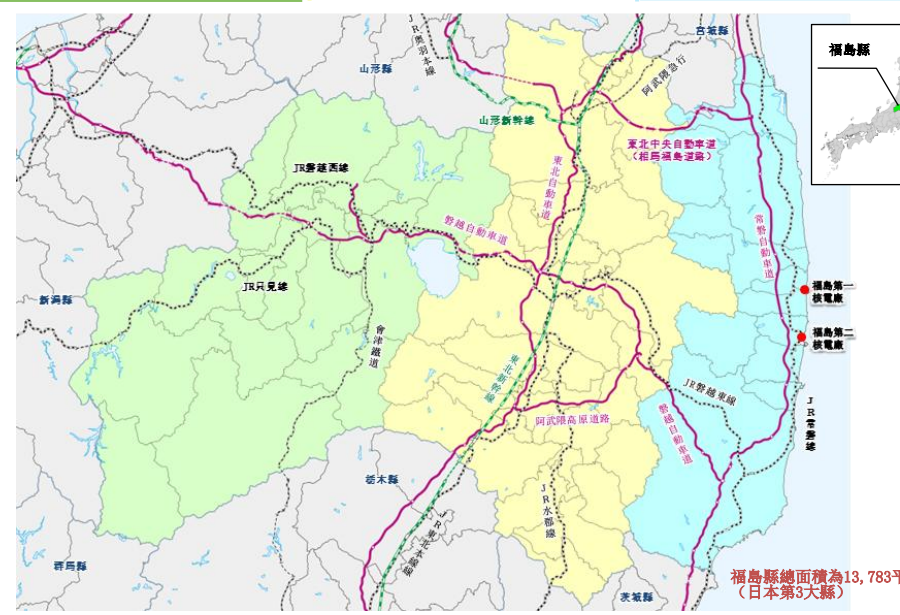 宮城縣
JR奧羽本線
山形縣
阿武隈急行
福島縣
山形新幹線
東北中央自動車道
（相馬福島道路）
JR磐越西線
東北自動車道
磐越自動車道
常磐自動車道
JR只見線
福島第一
核電廠
新潟縣
會津鐵道
福島第二
核電廠
東北新幹線
JR磐越東線
JR常磐線
阿武隈高原道路
磐越自動車道
栃木縣
JR水郡線
JR東北本線
群馬縣
茨城縣
福島縣總面積為13,783平
（日本第3大縣）